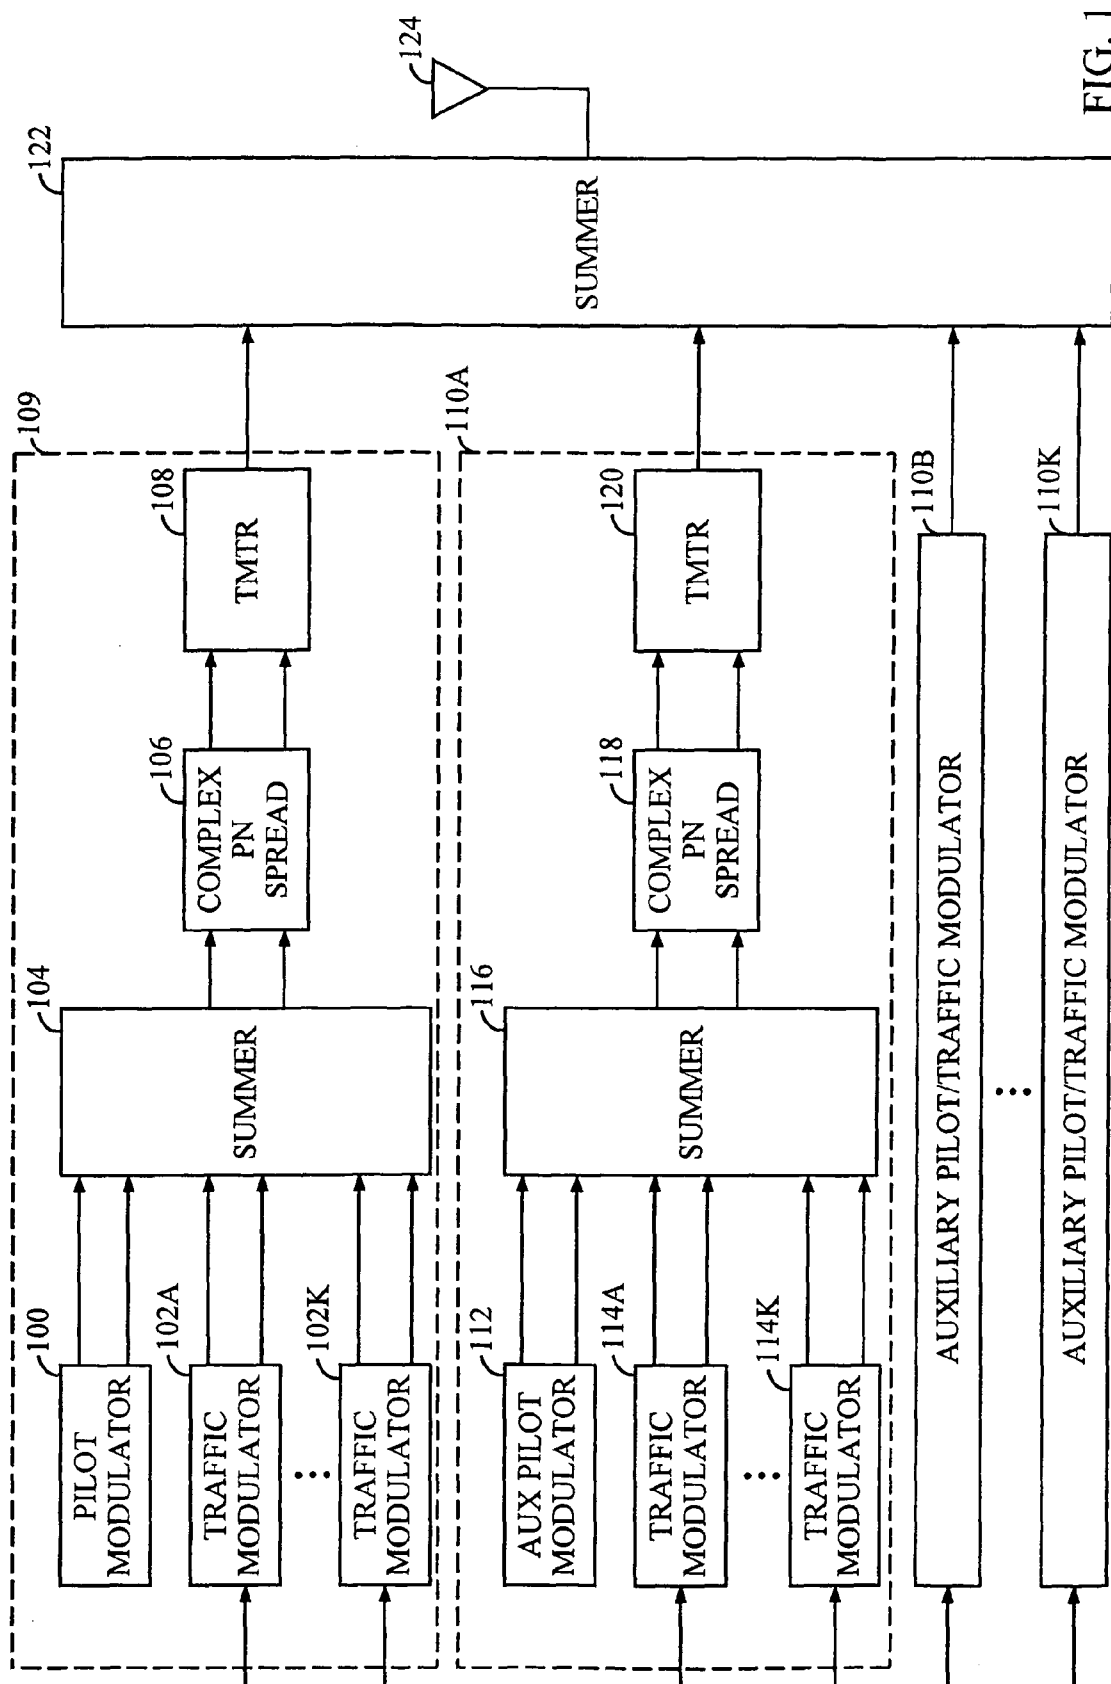 109
100
PILOT
MODULATOR
102A
TRAFFIC
MODULATOR
102K
TRAFFIC
MODULATOR
104
SUMMER
106
COMPLEX
PN
SPREAD
108
TMTR
110A
112
AUX PILOT
MODULATOR
114A
TRAFFIC
MODULATOR
114K
TRAFFIC
MODULATOR
116
SUMMER
118
COMPLEX
PN
SPREAD
120
TMTR
110B
AUXILIARY PILOT/TRAFFIC MODULATOR
110K
AUXILIARY PILOT/TRAFFIC MODULATOR
122
SUMMER
124
FIG. 1